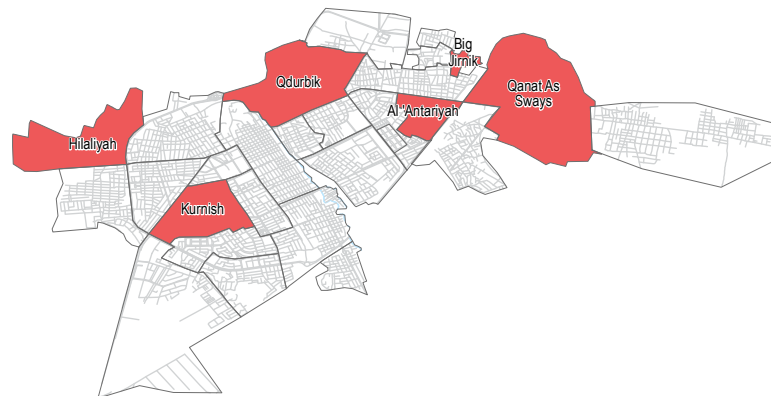 Big
Jirnik
Qdurbik
Qanat As
Sways
Al 'Antariyah
Hilaliyah
Kurnish